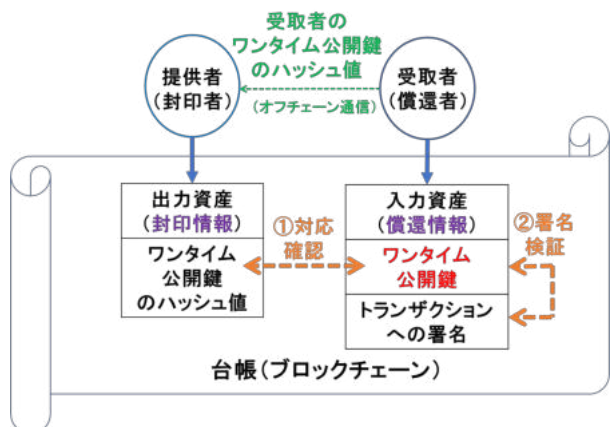 受取者の
ワンタイム公開鍵
のハッシュ値
(オフチェーン通信)
提供者
(封印者)
受取者
(償還者)
出力資産
(封印情報)
ワンタイム
公開鍵
のハッシュ値
①対応
確認
入力資産
(償還情報)
ワンタイム
公開鍵
トランザクション
への署名
②署名
検証
台帳(ブロックチェーン)